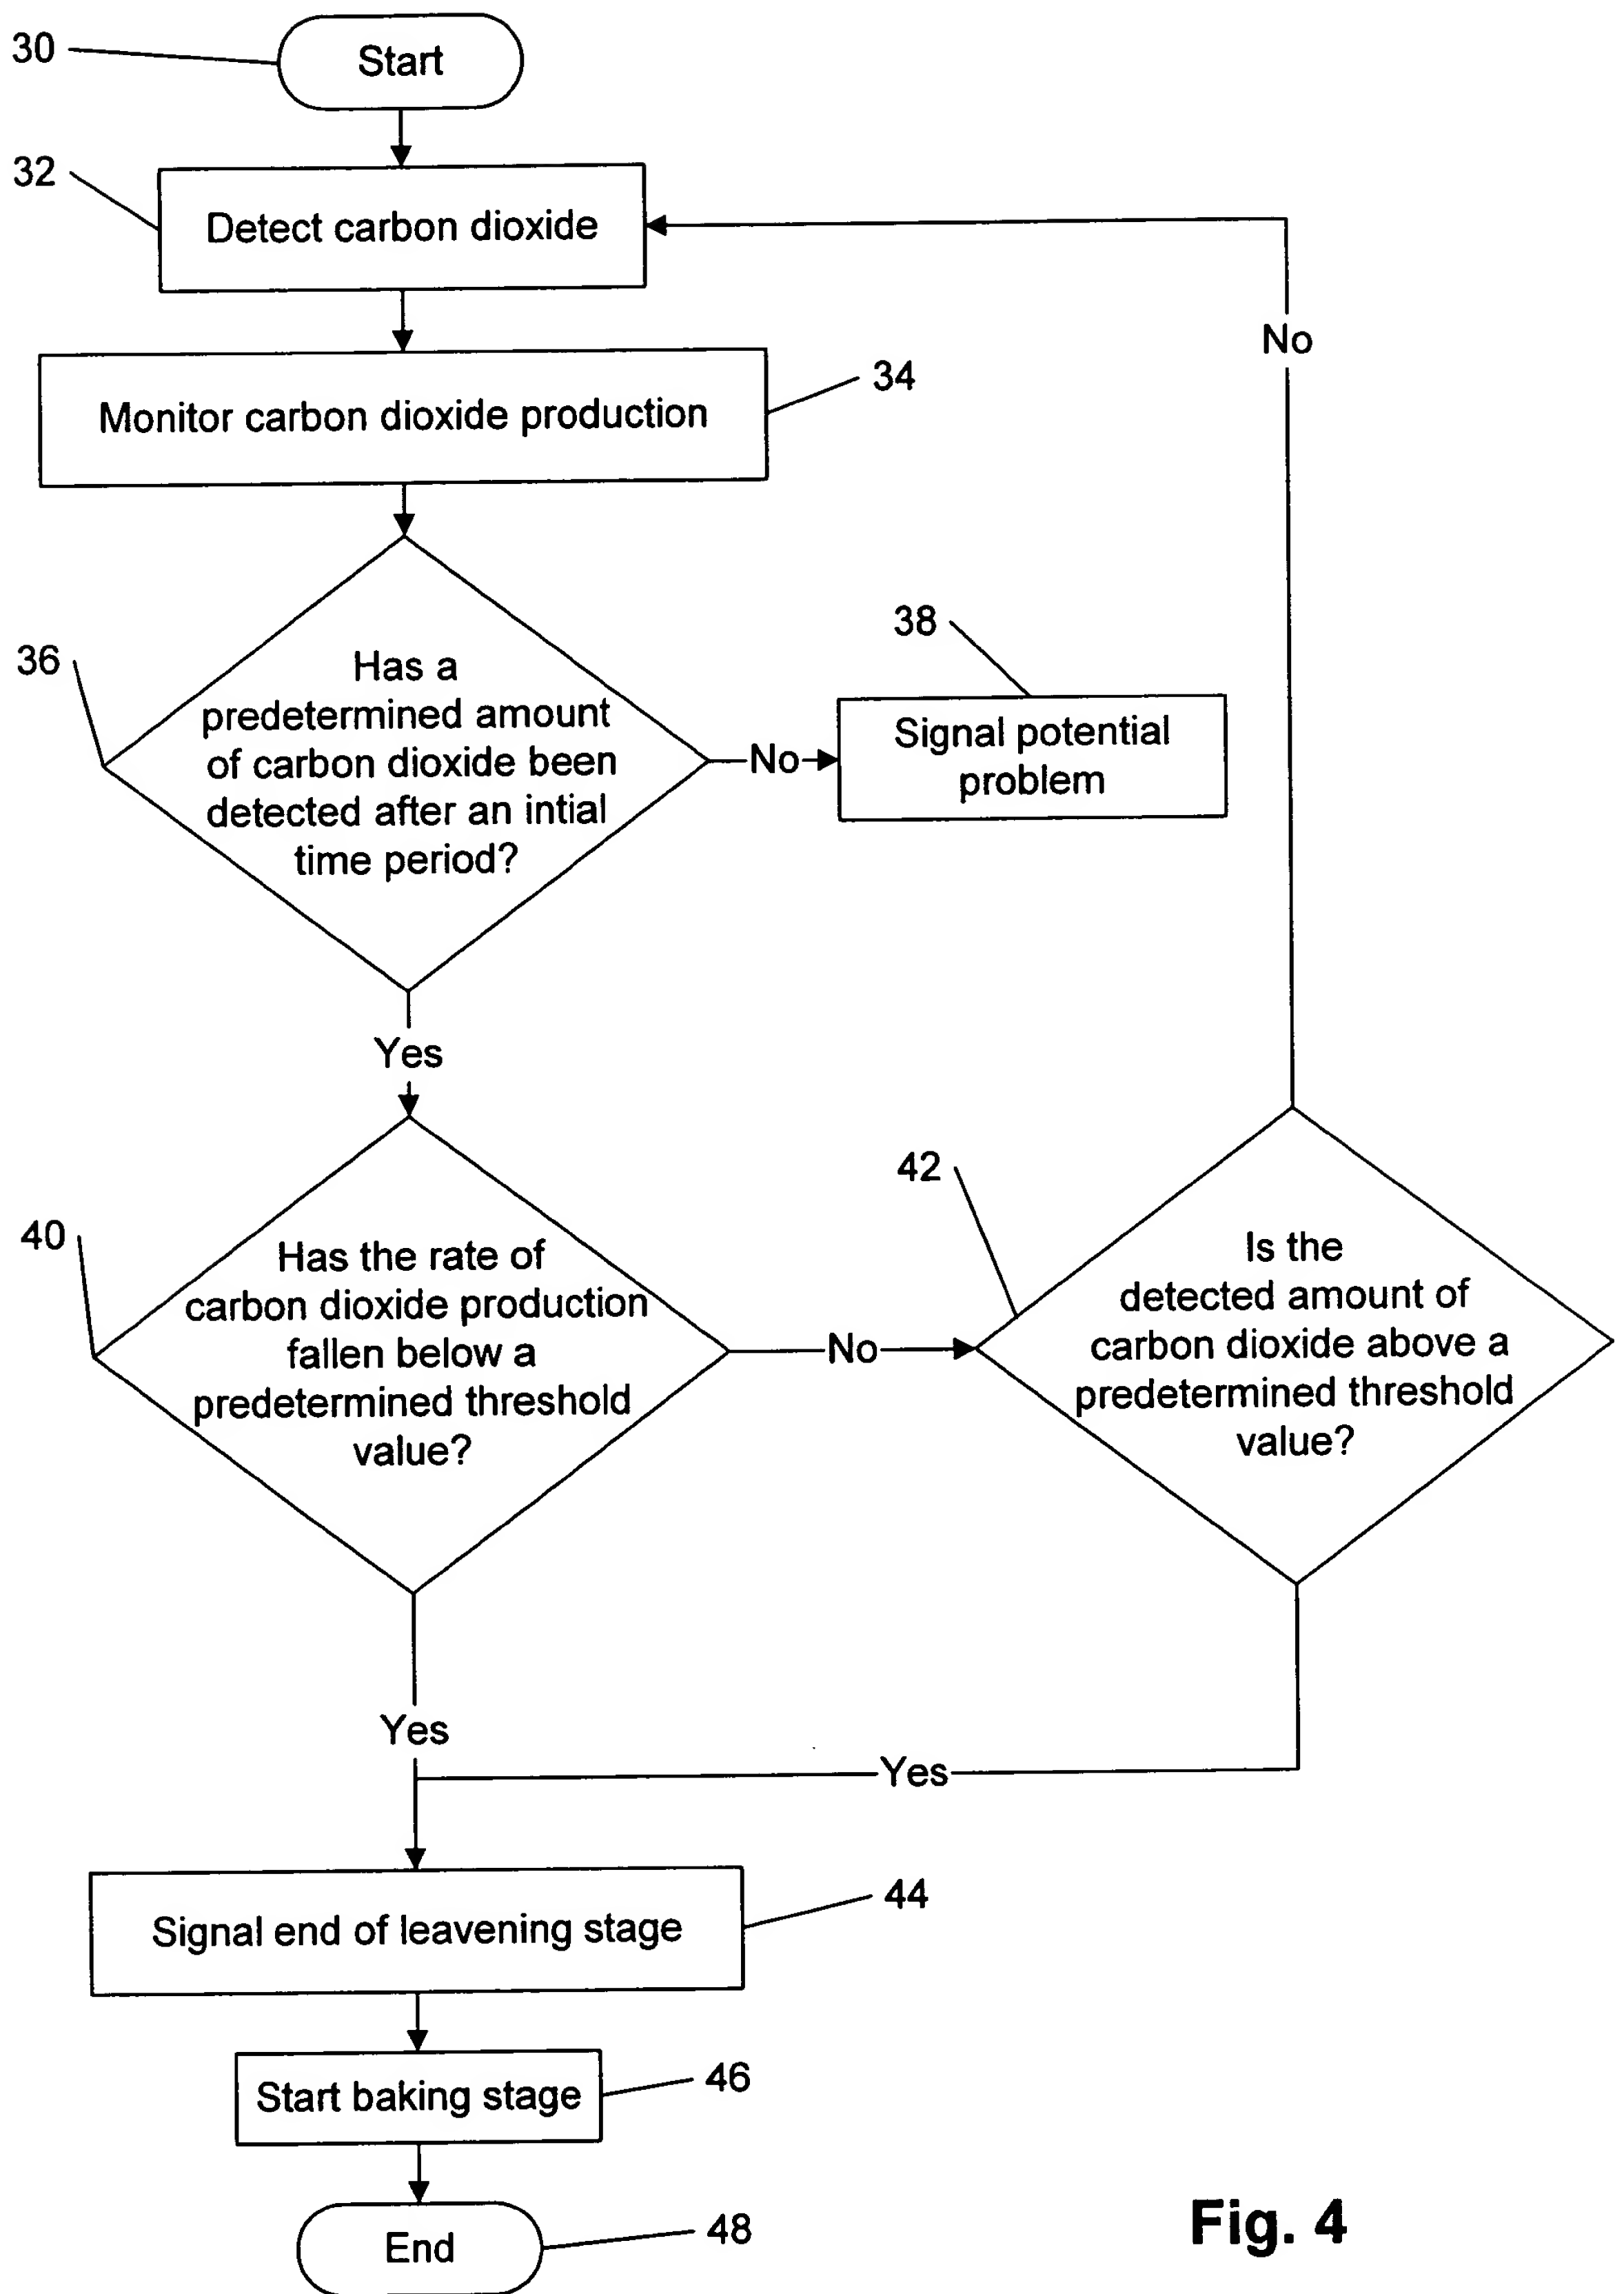 30
Start
32
Detect carbon dioxide
No
34
Monitor carbon dioxide production
38
36
Has a
predetermined amount
of carbon dioxide been
detected after an intial
time period?
No
Signal potential
problem
Yes
42
40
Has the rate of
carbon dioxide production
fallen below a
predetermined threshold
value?
No
Is the
detected amount of
carbon dioxide above a
predetermined threshold
value?
Yes
Yes
44
Signal end of leavening stage
46
Start baking stage
48
End
Fig. 4